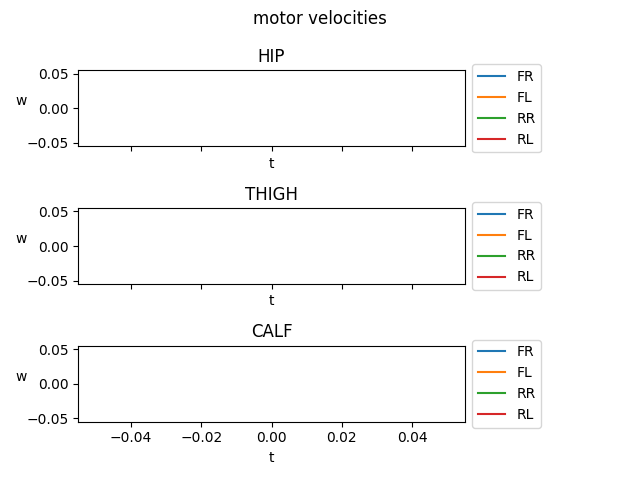 motor velocities
HIP
0.05
w
0.00
−0.05
t
FR
FL
RR
RL
THIGH
0.05
w
0.00
−0.05
t
FR
FL
RR
RL
CALF
0.05
w
0.00
−0.05
−0.04 −0.02 0.00 0.02 0.04
t
FR
FL
RR
RL